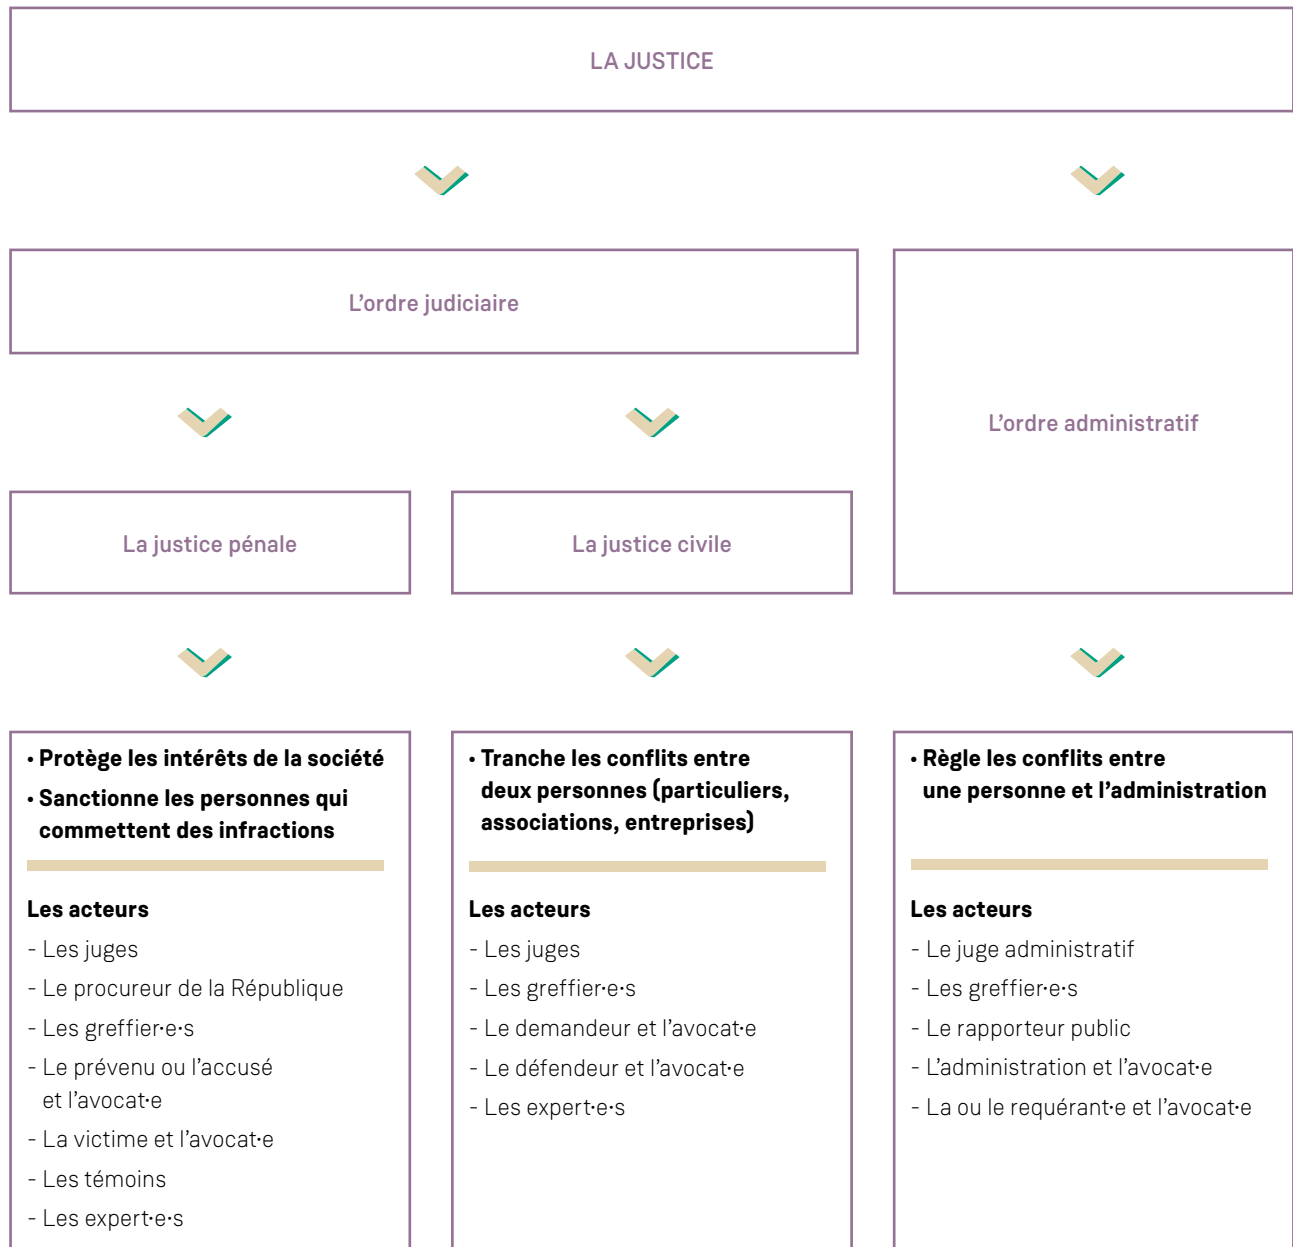 LA JUSTICE
L’ordre judiciaire
L’ordre administratif
La justice pénale
La justice civile
• Protège les intérêts de la société
• Sanctionne les personnes qui
commettent des infractions
Les acteurs
- Les juges
- Le procureur de la République
- Les greffier·e·s
- Le prévenu ou l’accusé
et l’avocat·e
- La victime et l’avocat·e
- Les témoins
- Les expert·e·s
• Tranche les conflits entre
deux personnes (particuliers,
associations, entreprises)
Les acteurs
- Les juges
- Les greffier·e·s
- Le demandeur et l’avocat·e
- Le défendeur et l’avocat·e
- Les expert·e·s
• Règle les conflits entre
une personne et l’administration
Les acteurs
- Le juge administratif
- Les greffier·e·s
- Le rapporteur public
- L’administration et l’avocat·e
- La ou le requérant·e et l’avocat·e